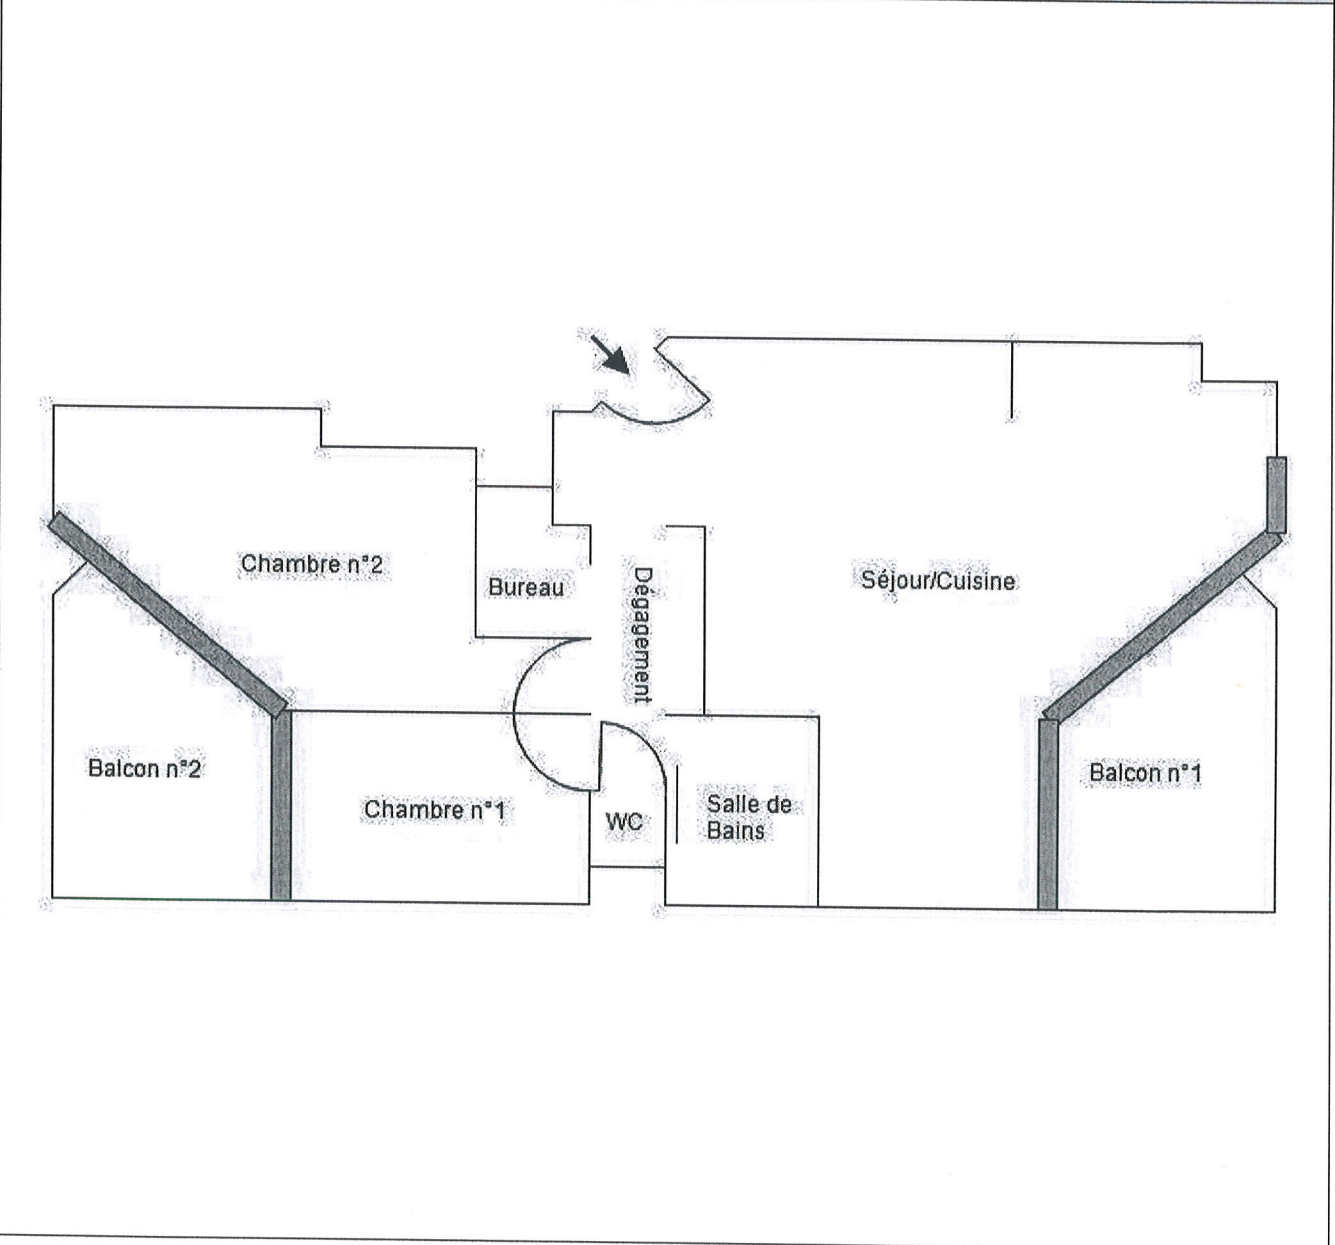 Chambre n°2
Bureau
Dégagement
Séjour/Cuisine
Balcon n°2
Chambre n°1
WC
Salle de
Bains
Balcon n°1